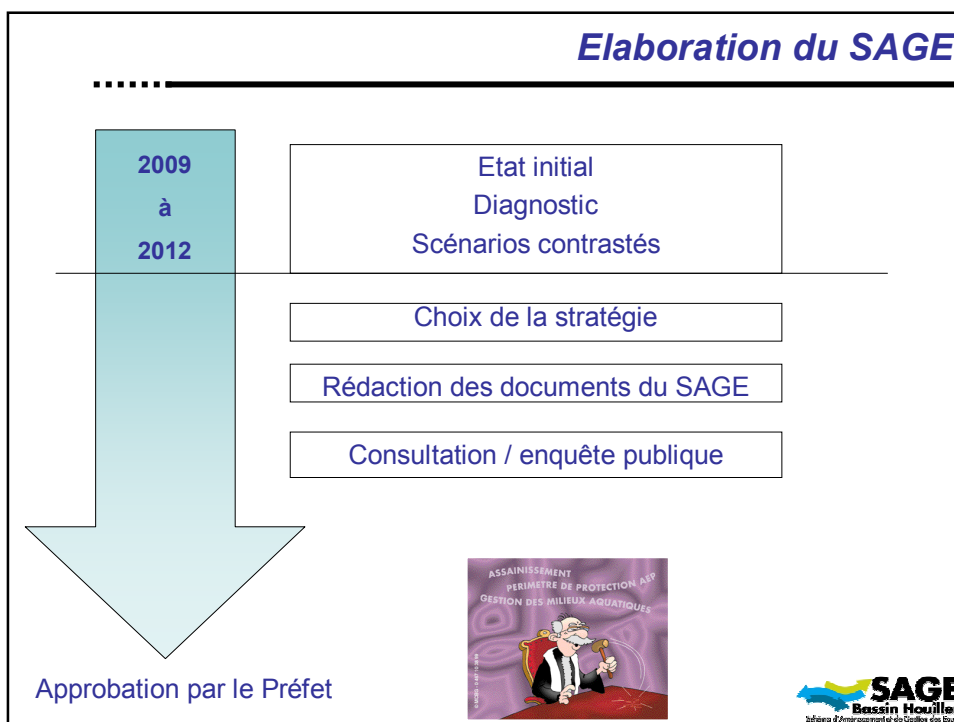 Elaboration du SAGE
2009
à
2012
Etat initial
Diagnostic
Scénarios contrastés
Choix de la stratégie
Rédaction des documents du SAGE
Consultation / enquête publique
ASSAINISSEMENT
PERIMETRE DE PROTECTION AEP
GESTION DES MILIEUX AQUATIQUES
Approbation par le Préfet
SAGE
Bassin Houiller